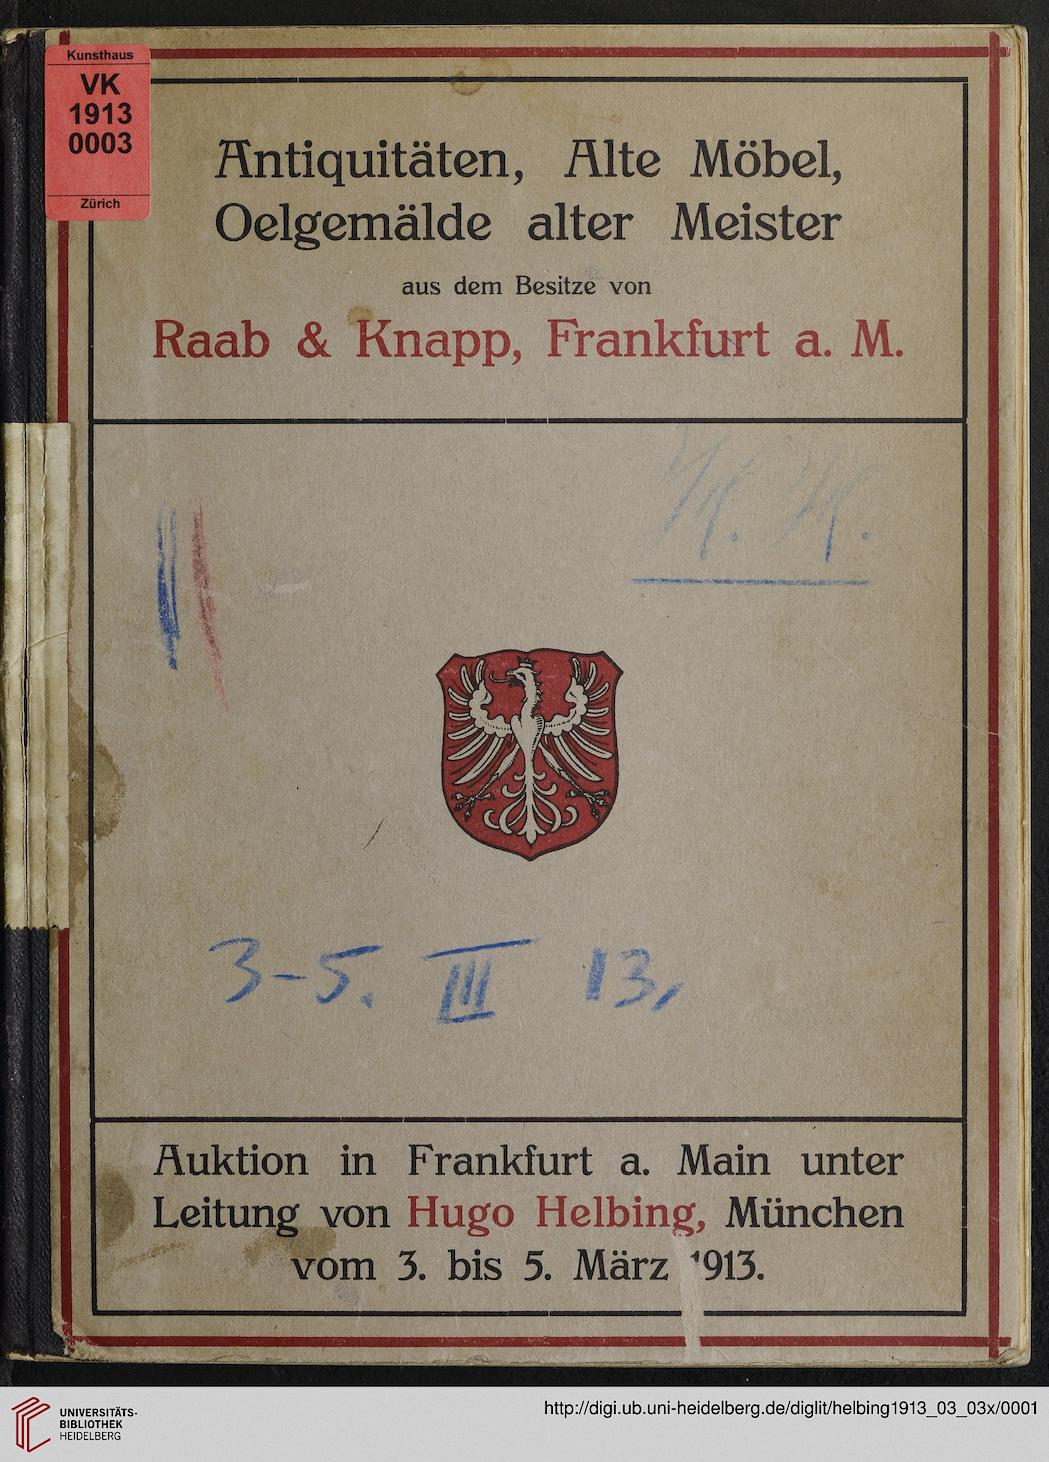 Kunsthaus
VK
1913
0003
Zürich
Antiquitäten, Alte Möbel,
Oelgemälde alter Meister
aus dem Besitze von
Raab & Knapp, Frankfurt a. M.
3-5. III 13,
Auktion in Frankfurt a. Main unter
Leitung von Hugo Helbing, München
vom 3. bis 5. März 1913.
UNIVERSITÄTS-
BIBLIOTHEK
HEIDELBERG
http://digi.ub.uni-heidelberg.de/diglit/helbing1913_03_03x/0001